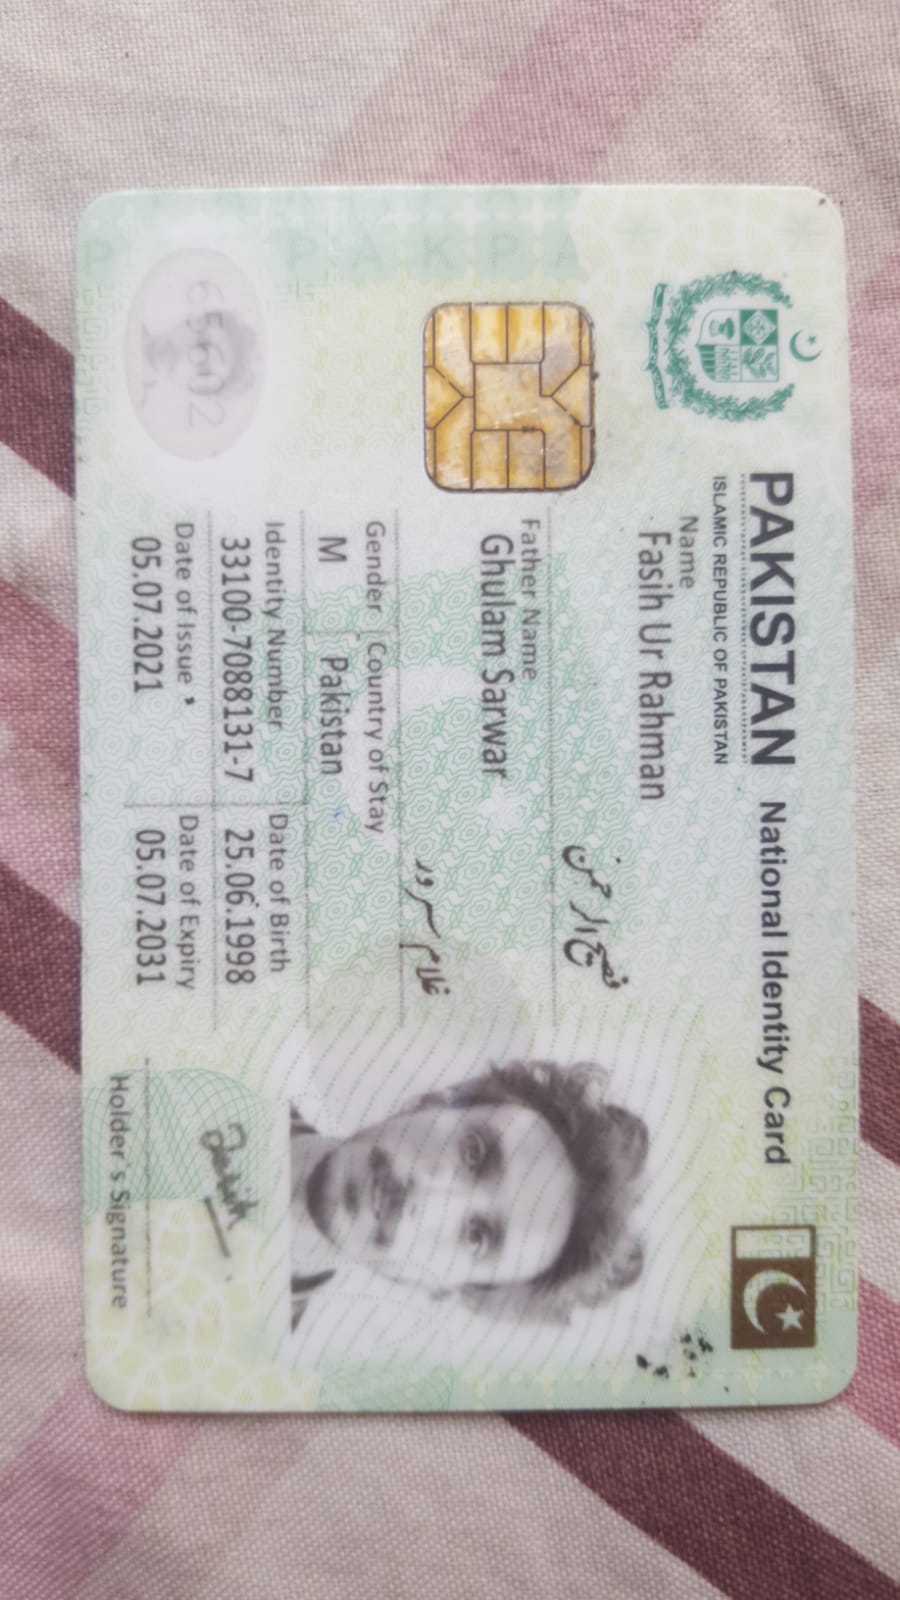 PAKISTAN National Identity Card
ISLAMIC REPUBLIC OF PAKISTAN
Name
Fasih Ur Rahman
فصیح الرحمن
Father Name
Ghulam Sarwar
غلام سرور
Gender Country of Stay
M Pakistan
Identity Number Date of Birth
33100-7088131-7 25.06.1998
Date of Issue Date of Expiry
05.07.2021 05.07.2031
Holder's Signature